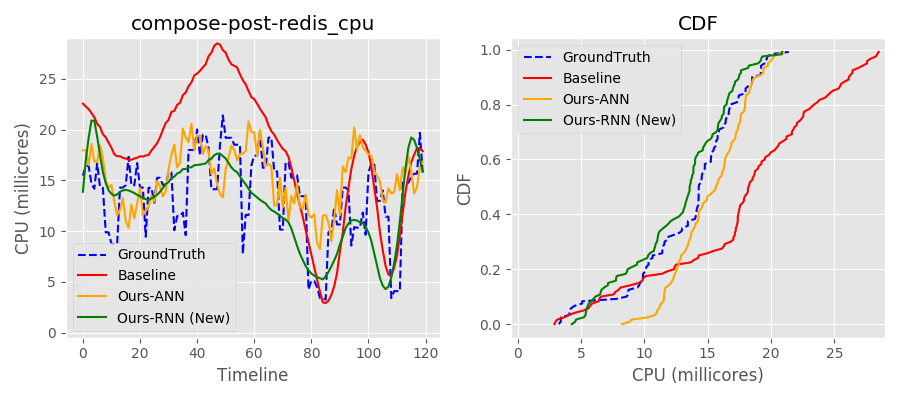 compose-post-redis_cpu
CPU (millicores)
25
20
15
10
5
0
GroundTruth
Baseline
Ours-ANN
Ours-RNN (New)
0 20 40 60 80 100 120
Timeline
CDF
CDF
1.0
0.8
0.6
0.4
0.2
0.0
GroundTruth
Baseline
Ours-ANN
Ours-RNN (New)
0 5 10 15 20 25
CPU (millicores)